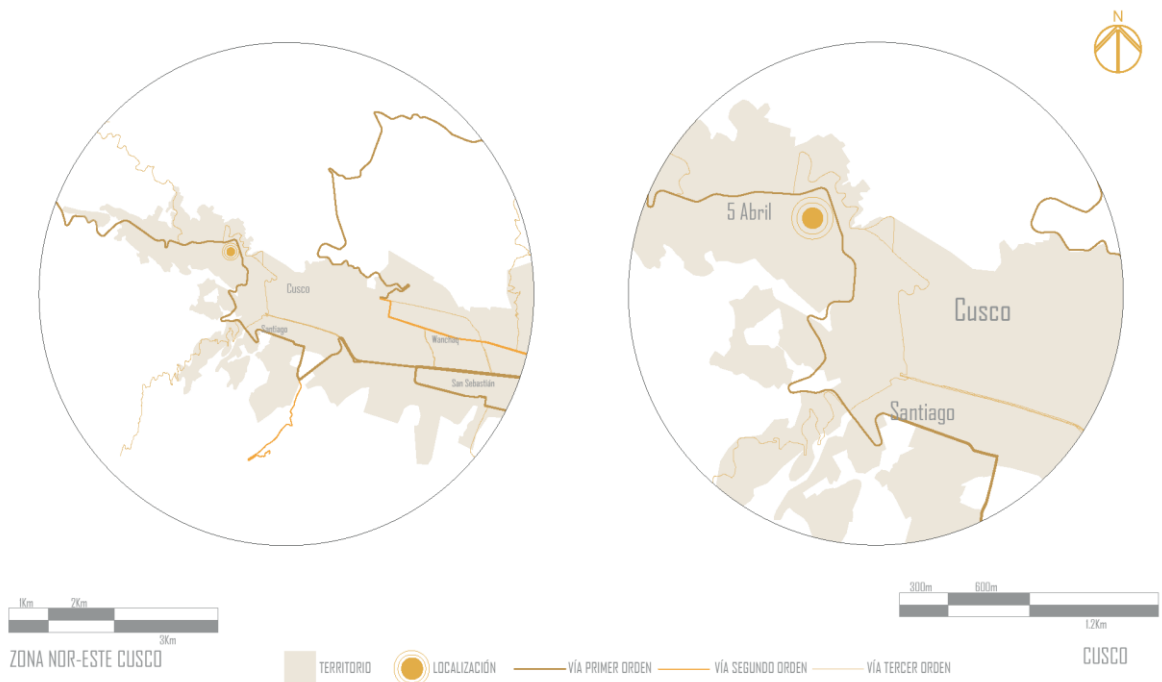 N
5 Abril
Cusco
Cusco
Santiago
Wanchaq
San Sebastián
Santiago
1Km 2Km
3Km
ZONA NOR-ESTE CUSCO
300m 600m
1.2Km
CUSCO
TERRITORIO LOCALIZACIÓN VÍA PRIMER ORDEN VÍA SEGUNDO ORDEN VÍA TERCER ORDEN